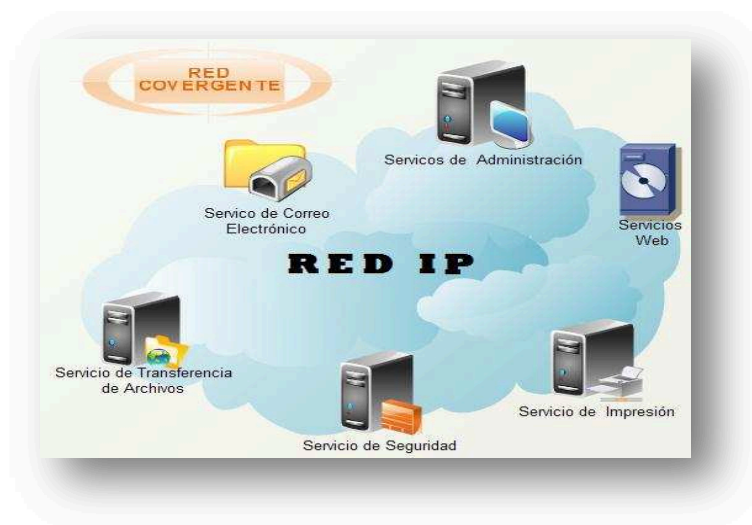 RED
COVERGENTE
Servicos de Administración
Servico de Correo
Electrónico
Servicios
Web
RED IP
Servicio de Transferencia
de Archivos
Servicio de Impresión
Servicio de Seguridad